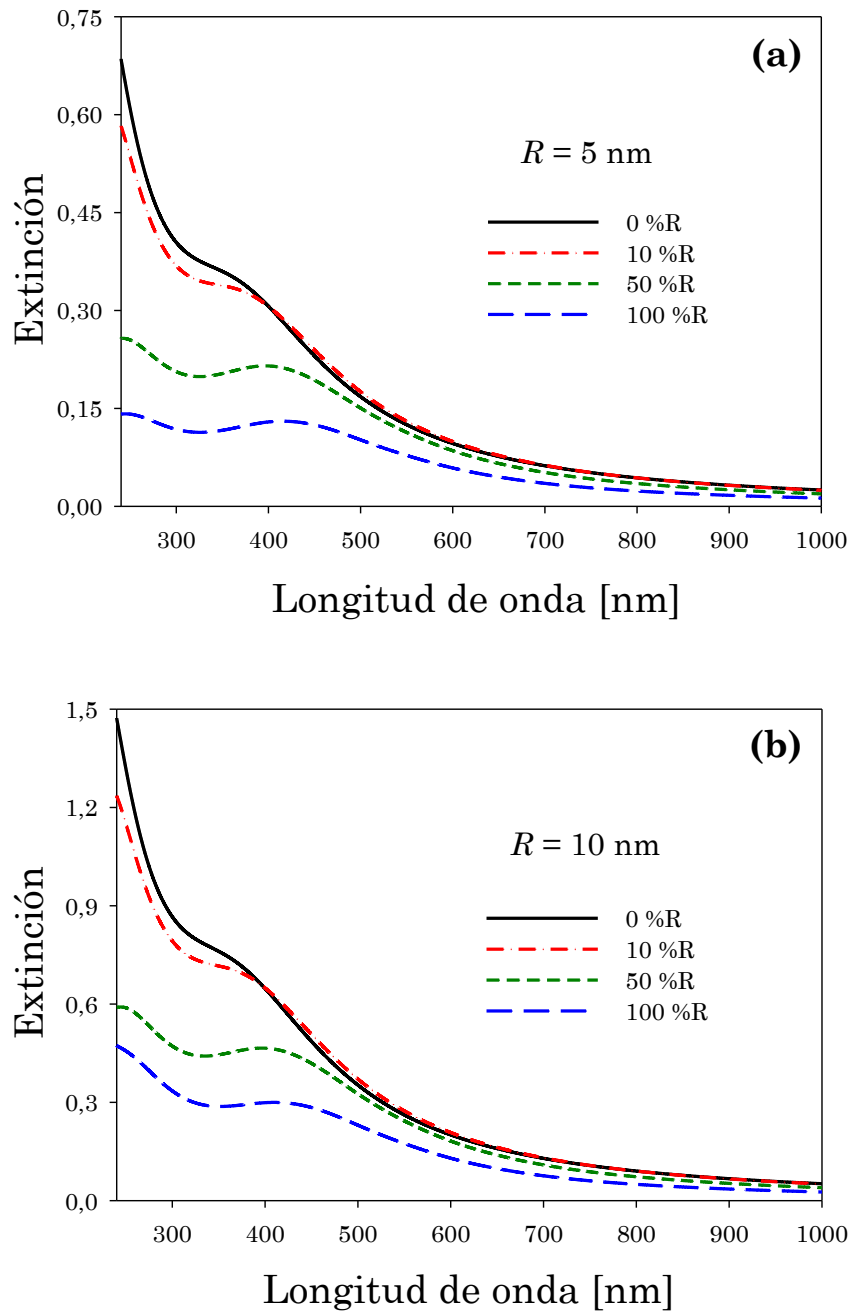 0,75
(a)
0,60
R = 5 nm
0,45
0 %R
10 %R
0,30
50 %R
100 %R
0,15
0,00
Extinción
300 400 500 600 700 800 900 1000
Longitud de onda [nm]
1,5
(b)
1,2
R = 10 nm
0,9
0 %R
10 %R
0,6
50 %R
100 %R
0,3
0,0
Extinción
300 400 500 600 700 800 900 1000
Longitud de onda [nm]